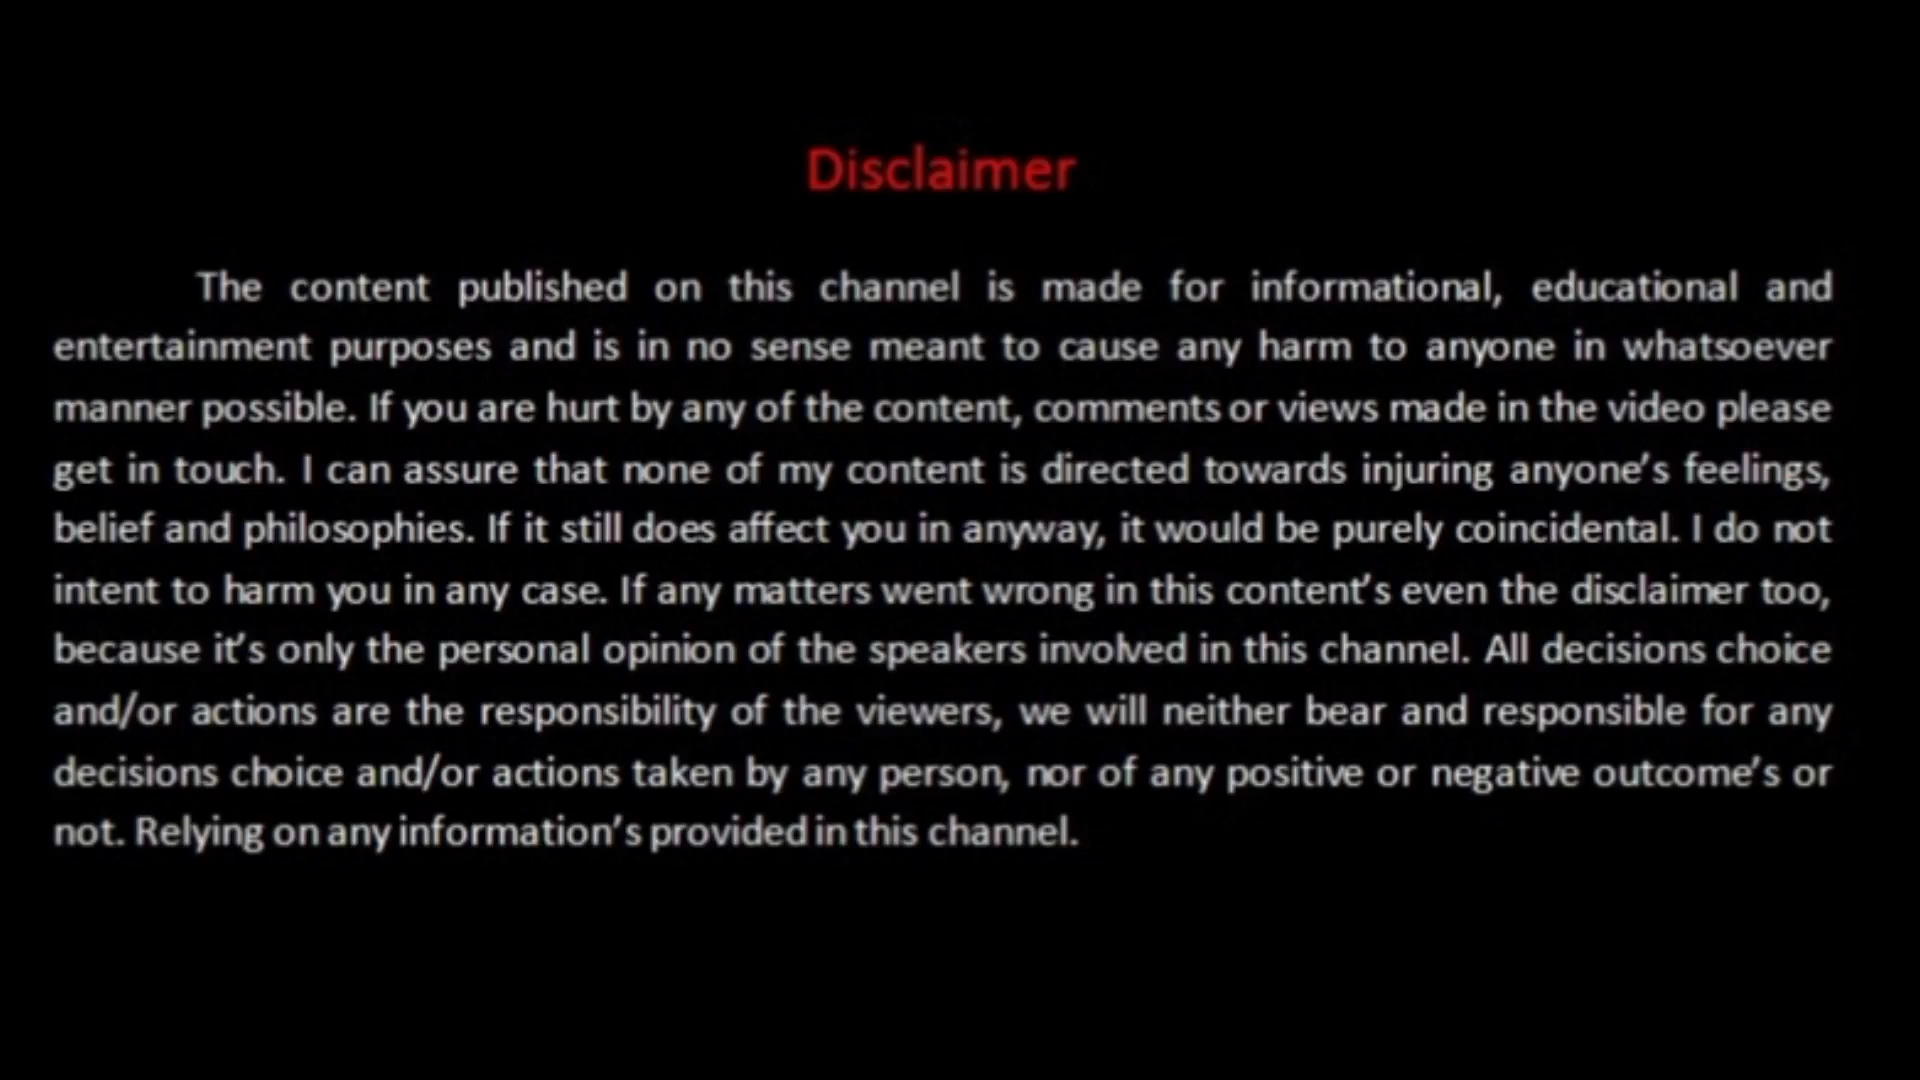 Disclaimer
The content published on this channel is made for informational, educational and
entertainment purposes and is in no sense meant to cause any harm to anyone in whatsoever
manner possible. If you are hurt by any of the content, comments or views made in the video please
get in touch. I can assure that none of my content is directed towards injuring anyone’s feelings,
belief and philosophies. If it still does affect you in anyway, it would be purely coincidental. I do not
intent to harm you in any case. If any matters went wrong in this content’s even the disclaimer too,
because it’s only the personal opinion of the speakers involved in this channel. All decisions choice
and/or actions are the responsibility of the viewers, we will neither bear and responsible for any
decisions choice and/or actions taken by any person, nor of any positive or negative outcome’s or
not. Relying on any information’s provided in this channel.